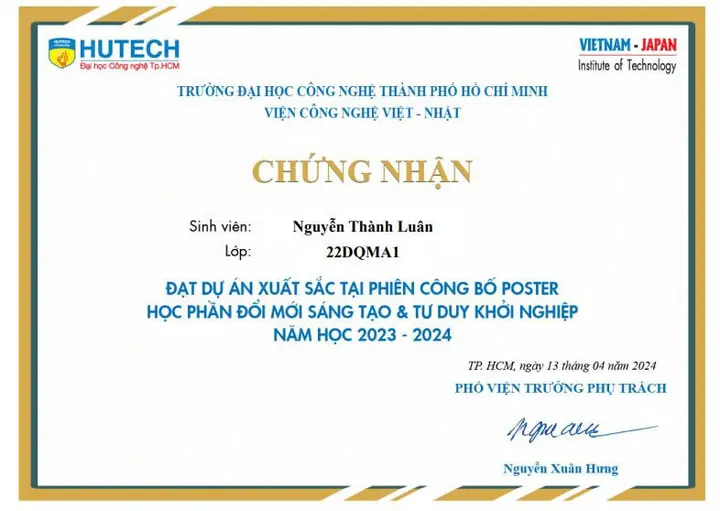 HUTECH
Đại học Công nghệ Tp.HCM
VIETNAM - JAPAN
Institute of Technology
TRƯỜNG ĐẠI HỌC CÔNG NGHỆ THÀNH PHỐ HỒ CHÍ MINH
VIỆN CÔNG NGHỆ VIỆT - NHẬT
CHỨNG NHẬN
Sinh viên: Nguyễn Thành Luân
Lớp: 22DQMA1
ĐẠT DỰ ÁN XUẤT SẮC TẠI PHIÊN CÔNG BỐ POSTER
HỌC PHẦN ĐỔI MỚI SÁNG TẠO & TƯ DUY KHỞI NGHIỆP
NĂM HỌC 2023 - 2024
TP. HCM, ngày 13 tháng 04 năm 2024
PHÓ VIỆN TRƯỞNG PHỤ TRÁCH
Nguyễn Xuân Hưng